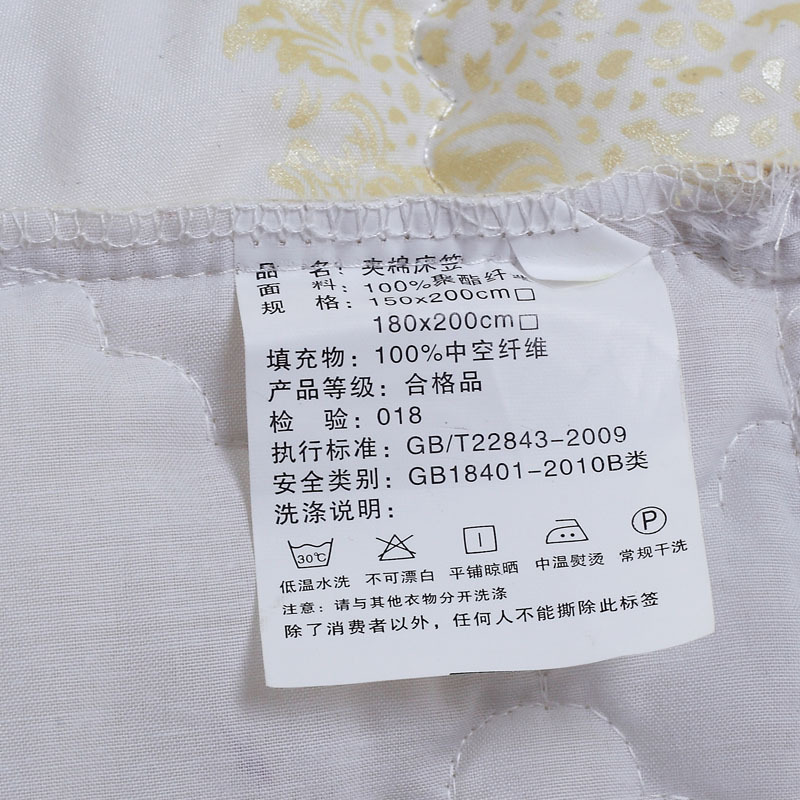 品 名：夹棉床笠
面 料：100%聚酯纤
规 格：150x200cm□
180x200cm□
填充物：100%中空纤维
产品等级：合格品
检 验：018
执行标准：GB/T22843-2009
安全类别：GB18401-2010B类
洗涤说明：
30℃ P
低温水洗 不可漂白 平铺晾晒 中温熨烫 常规干洗
注意：请与其他衣物分开洗涤
除了消费者以外，任何人不能撕除此标签